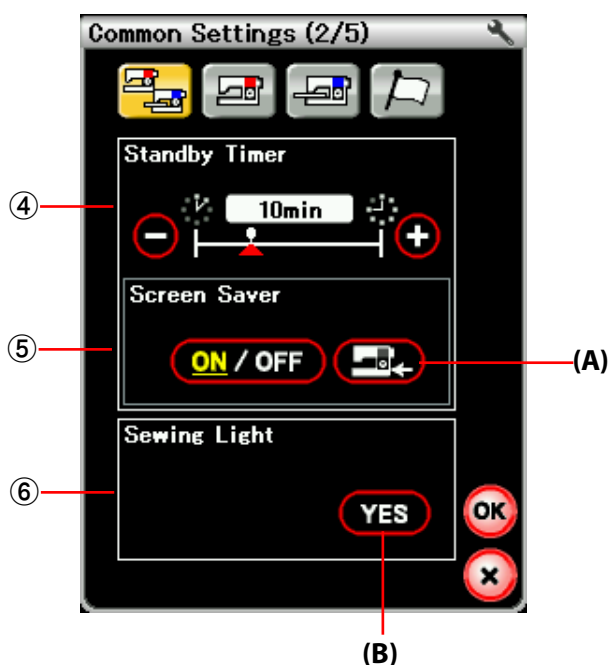 Common Settings (2/5)
Standby Timer
④
10min
Screen Saver
⑤
ON / OFF
(A)
Sewing Light
⑥
YES
OK
(B)